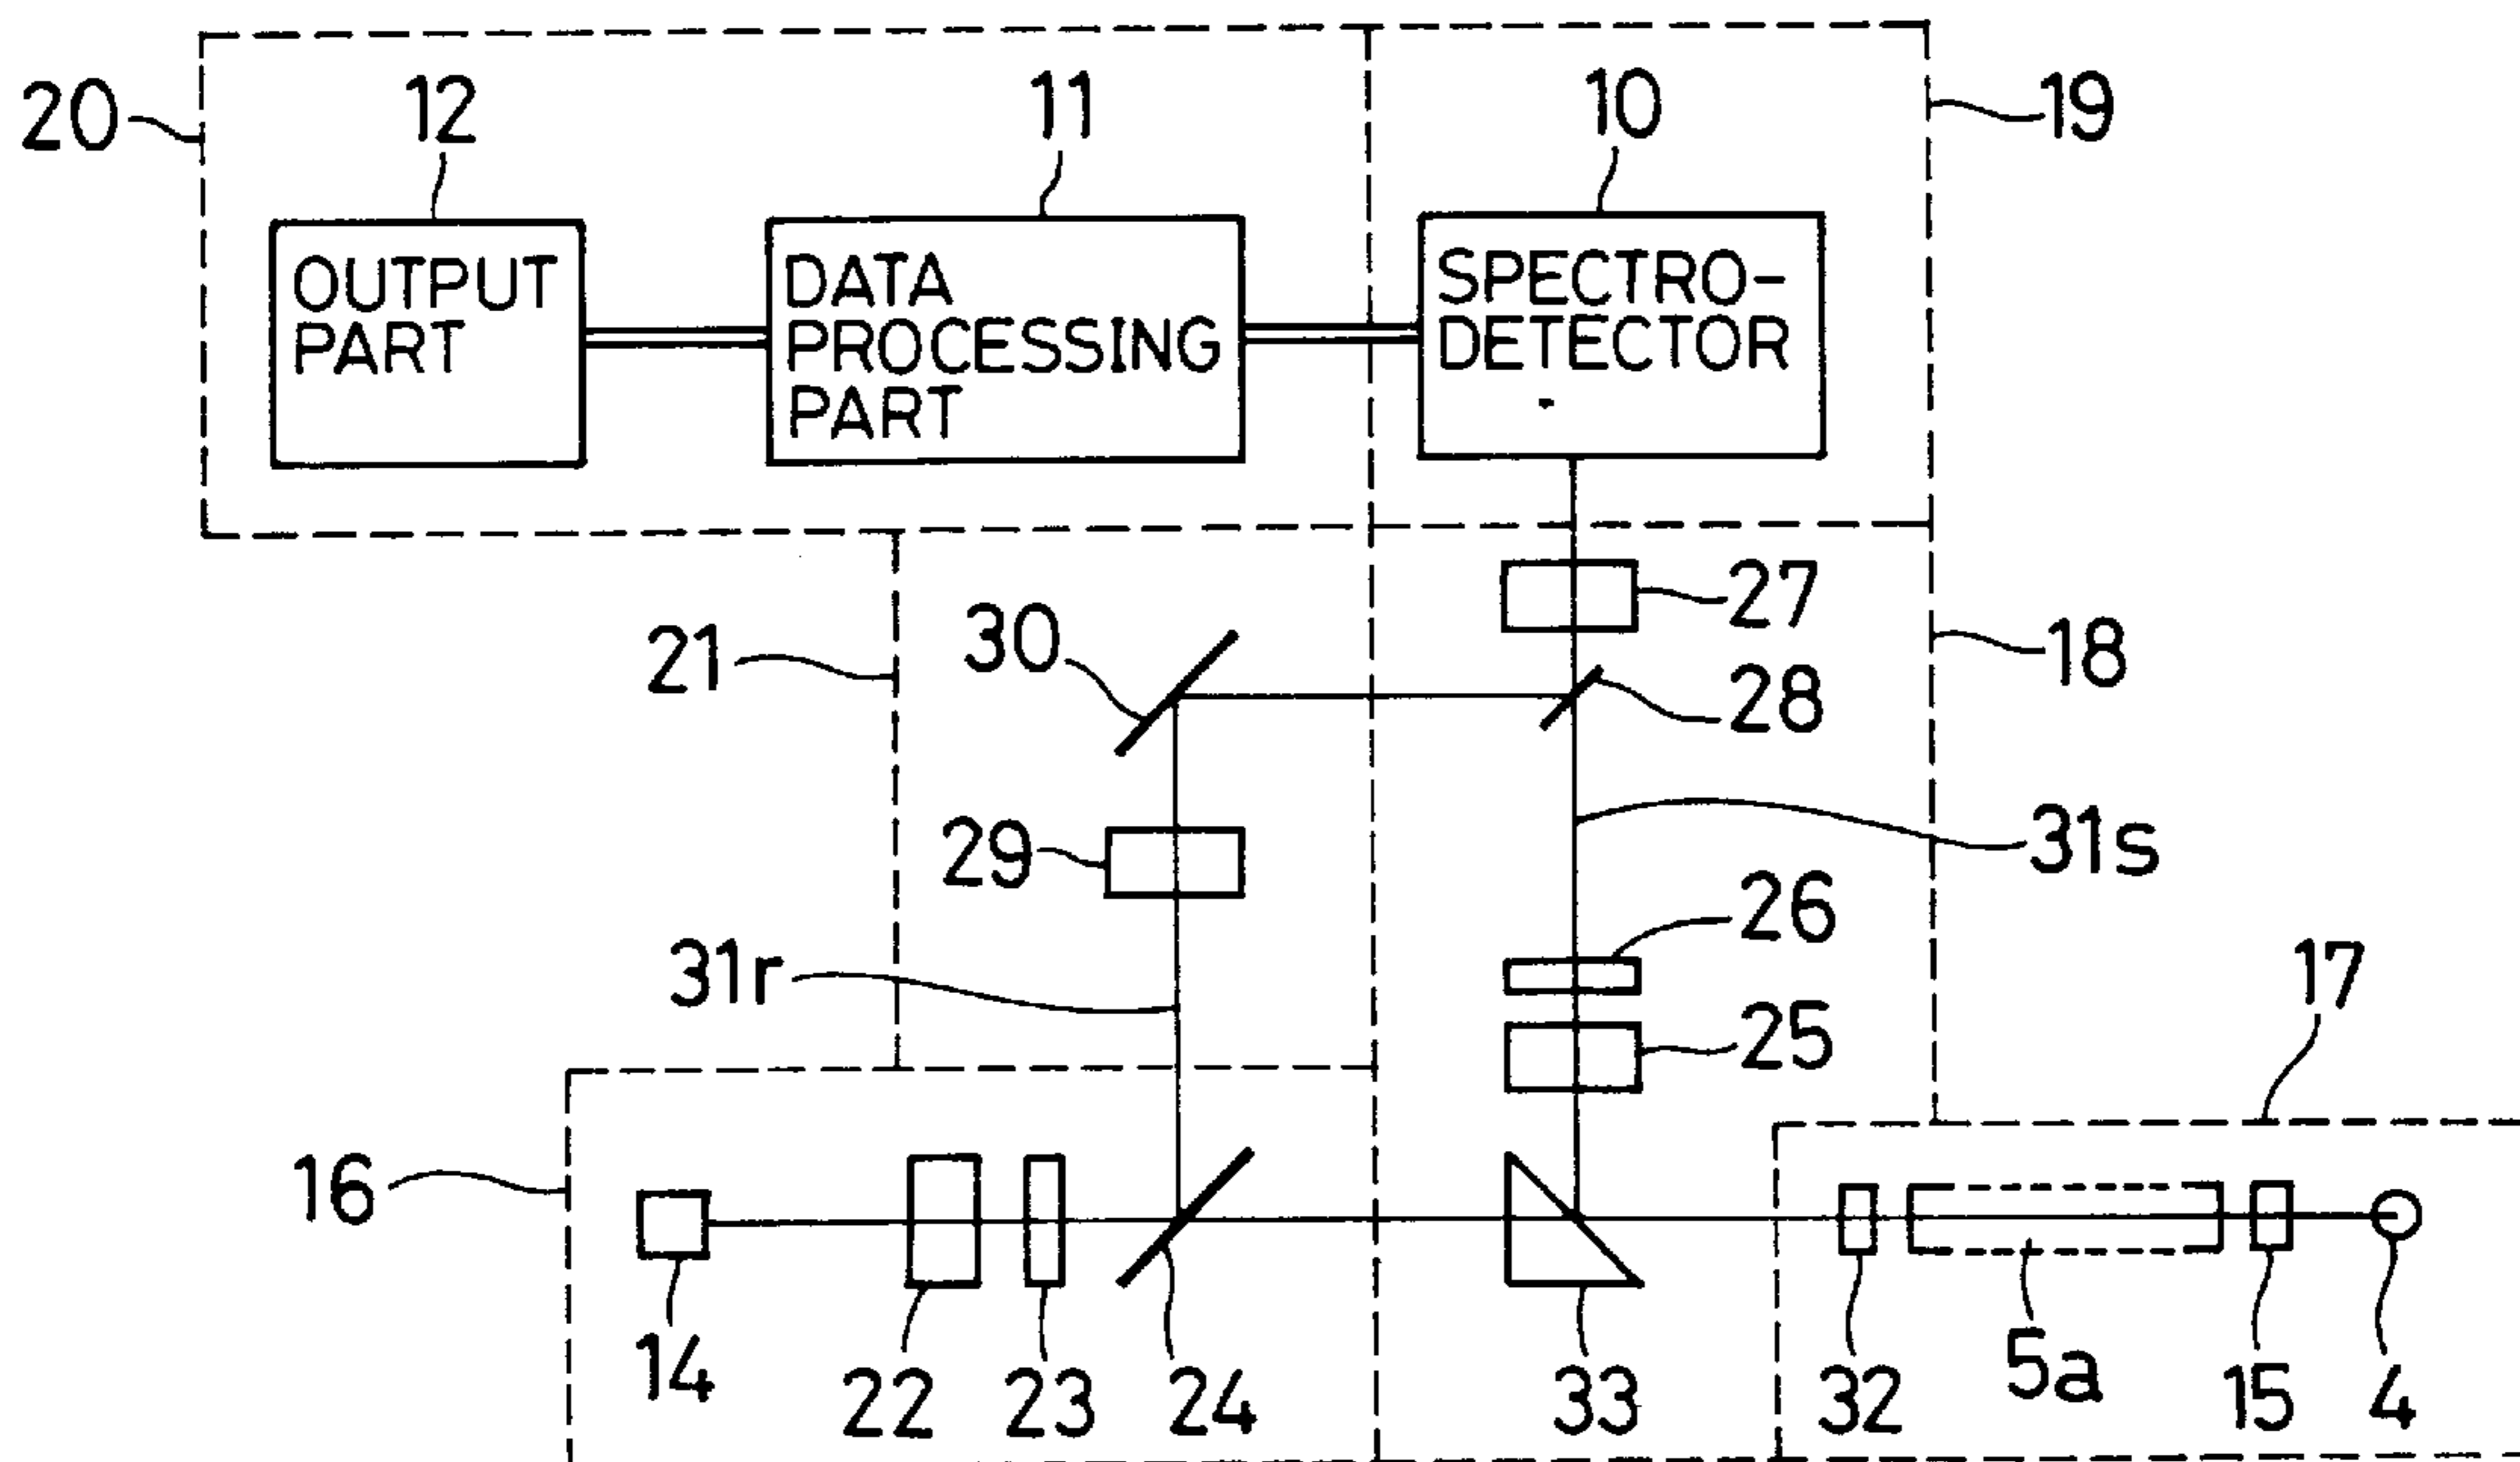 20
12
11
10
19
OUTPUT
PART
DATA
PROCESSING
PART
SPECTRO-
DETECTOR
27
21
30
18
28
29
31s
26
31r
17
25
16
14
22
23
24
33
32
5a
15
4